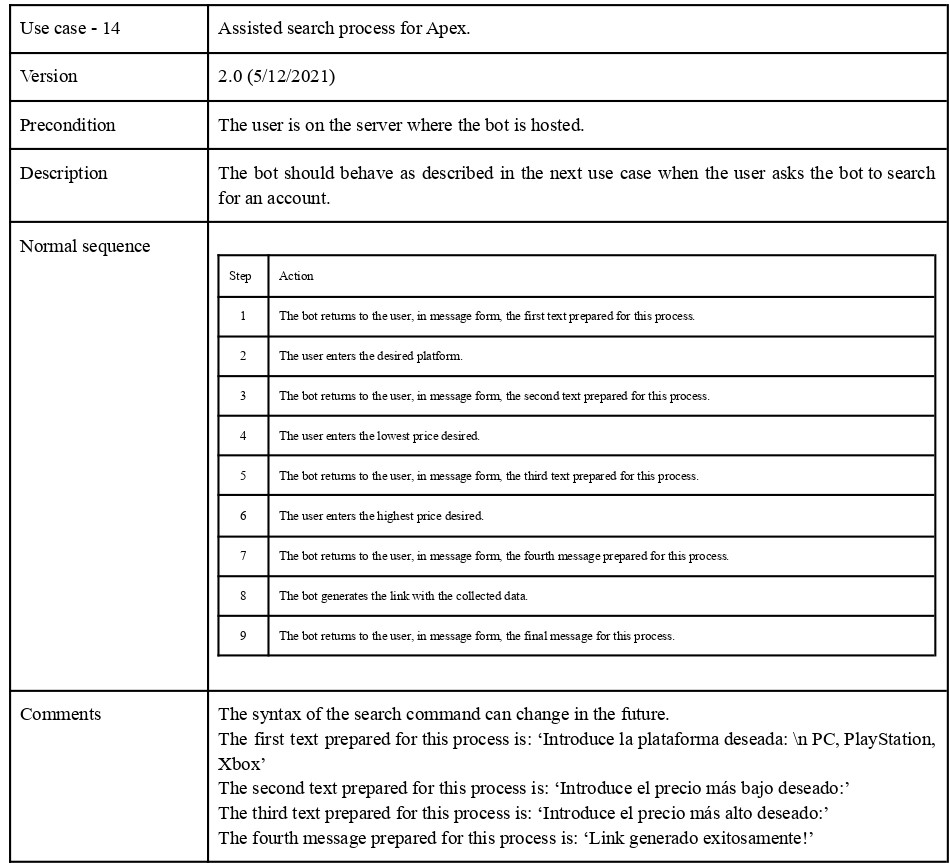 Use case - 14
Assisted search process for Apex.
Version
2.0 (5/12/2021)
Precondition
The user is on the server where the bot is hosted.
Description
The bot should behave as described in the next use case when the user asks the bot to search
for an account.
Normal sequence
Step
Action
1
The bot returns to the user, in message form, the first text prepared for this process.
2
The user enters the desired platform.
3
The bot returns to the user, in message form, the second text prepared for this process.
4
The user enters the lowest price desired.
5
The bot returns to the user, in message form, the third text prepared for this process.
6
The user enters the highest price desired.
7
The bot returns to the user, in message form, the fourth message prepared for this process.
8
The bot generates the link with the collected data.
9
The bot returns to the user, in message form, the final message for this process.
Comments
The syntax of the search command can change in the future.
The first text prepared for this process is: ‘Introduce la plataforma deseada: \n PC, PlayStation,
Xbox’
The second text prepared for this process is: ‘Introduce el precio más bajo deseado:’
The third text prepared for this process is: ‘Introduce el precio más alto deseado:’
The fourth message prepared for this process is: ‘Link generado exitosamente!’